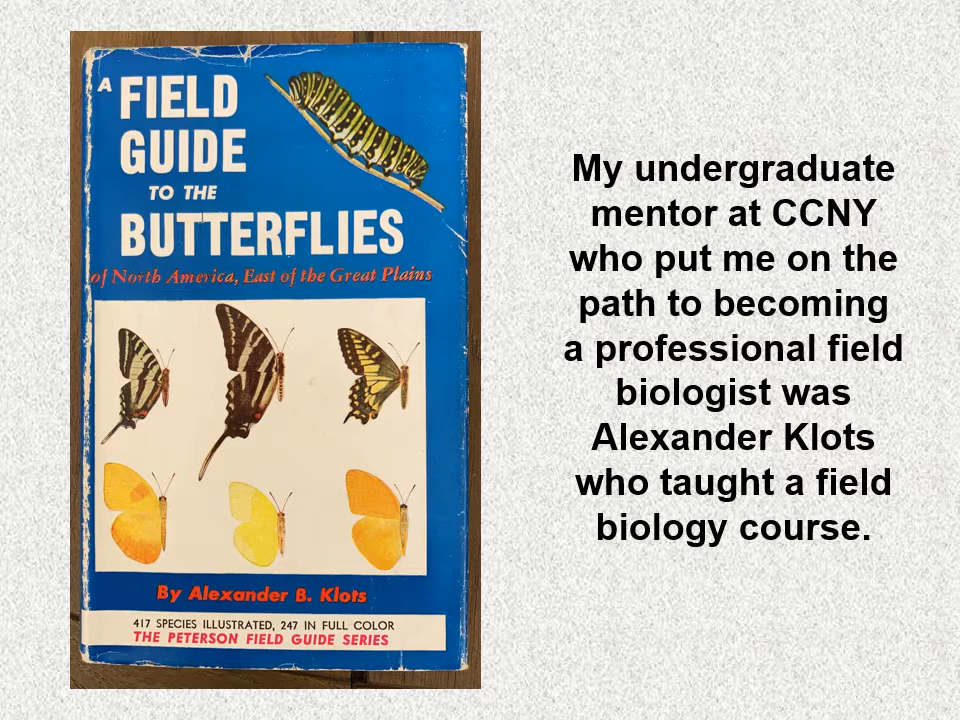 A FIELD
GUIDE
TO THE
BUTTERFLIES
of North America, East of the Great Plains
By Alexander B. Klots
417 SPECIES ILLUSTRATED, 247 IN FULL COLOR
THE PETERSON FIELD GUIDE SERIES
My undergraduate
mentor at CCNY
who put me on the
path to becoming
a professional field
biologist was
Alexander Klots
who taught a field
biology course.